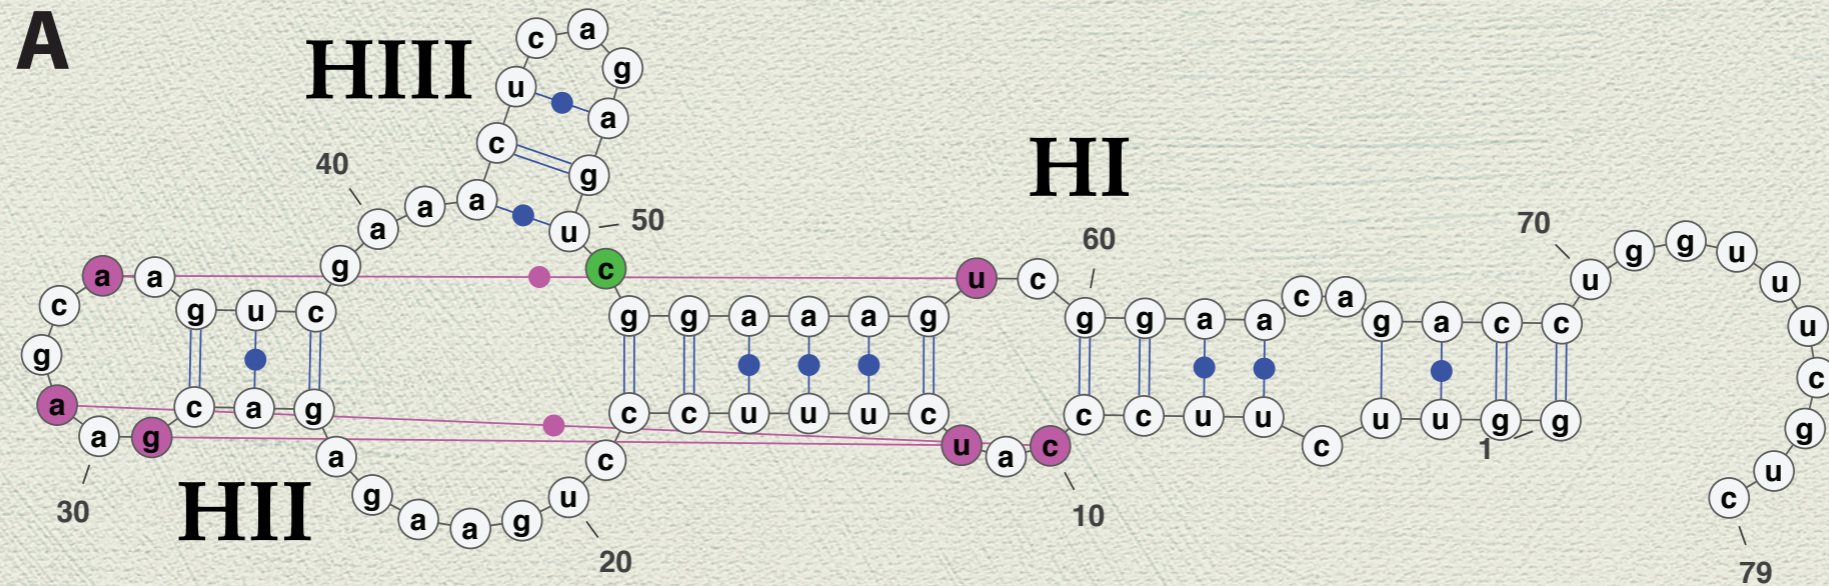 A
HIII
HI
HII
c a
u g
a
c
g
40
a a a
u
50
60
70
g g u u u c g u c
79
a a
g
c
u c
c a
g u c
g g a a a g
g g a a
g a c c
u
g
a
a
g
c a g
c c u u u c
u a c
c c u u
c
u u g g
1
10
30
a g a a g u c
20